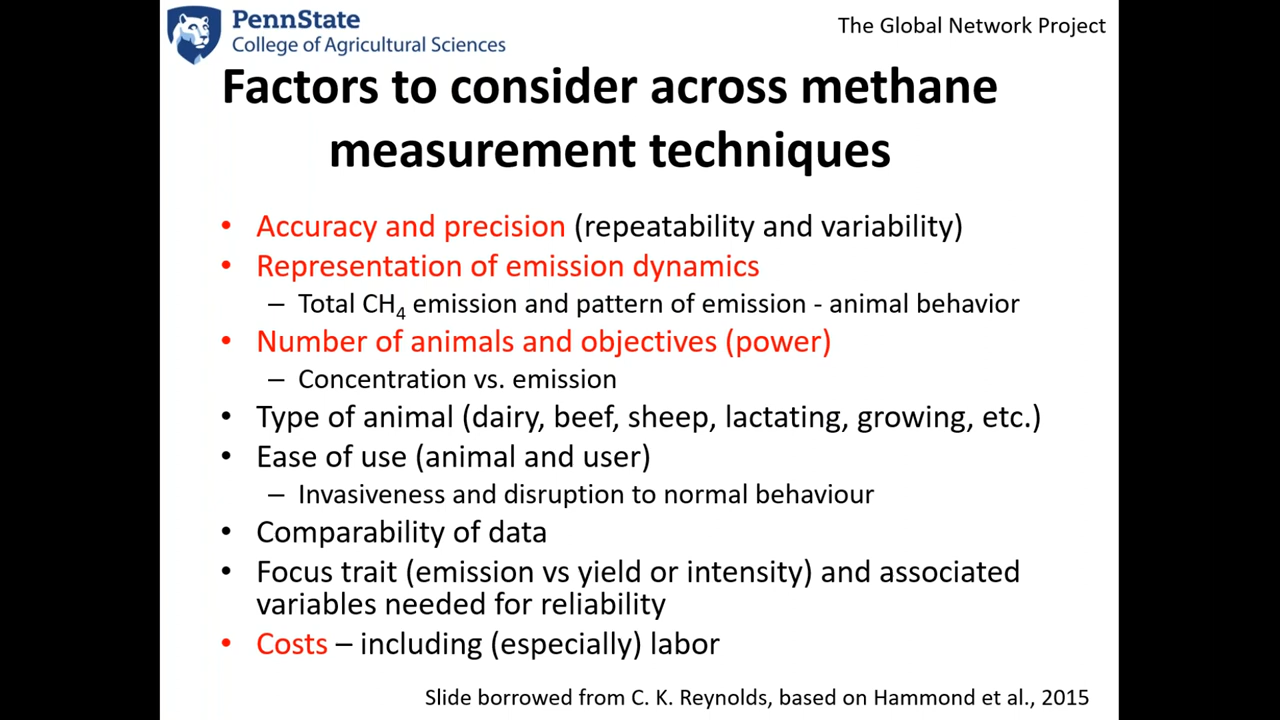 PennState
College of Agricultural Sciences
The Global Network Project
Factors to consider across methane
measurement techniques
• Accuracy and precision (repeatability and variability)
• Representation of emission dynamics
– Total CH₄ emission and pattern of emission - animal behavior
• Number of animals and objectives (power)
– Concentration vs. emission
• Type of animal (dairy, beef, sheep, lactating, growing, etc.)
• Ease of use (animal and user)
– Invasiveness and disruption to normal behaviour
• Comparability of data
• Focus trait (emission vs yield or intensity) and associated
variables needed for reliability
• Costs – including (especially) labor
Slide borrowed from C. K. Reynolds, based on Hammond et al., 2015